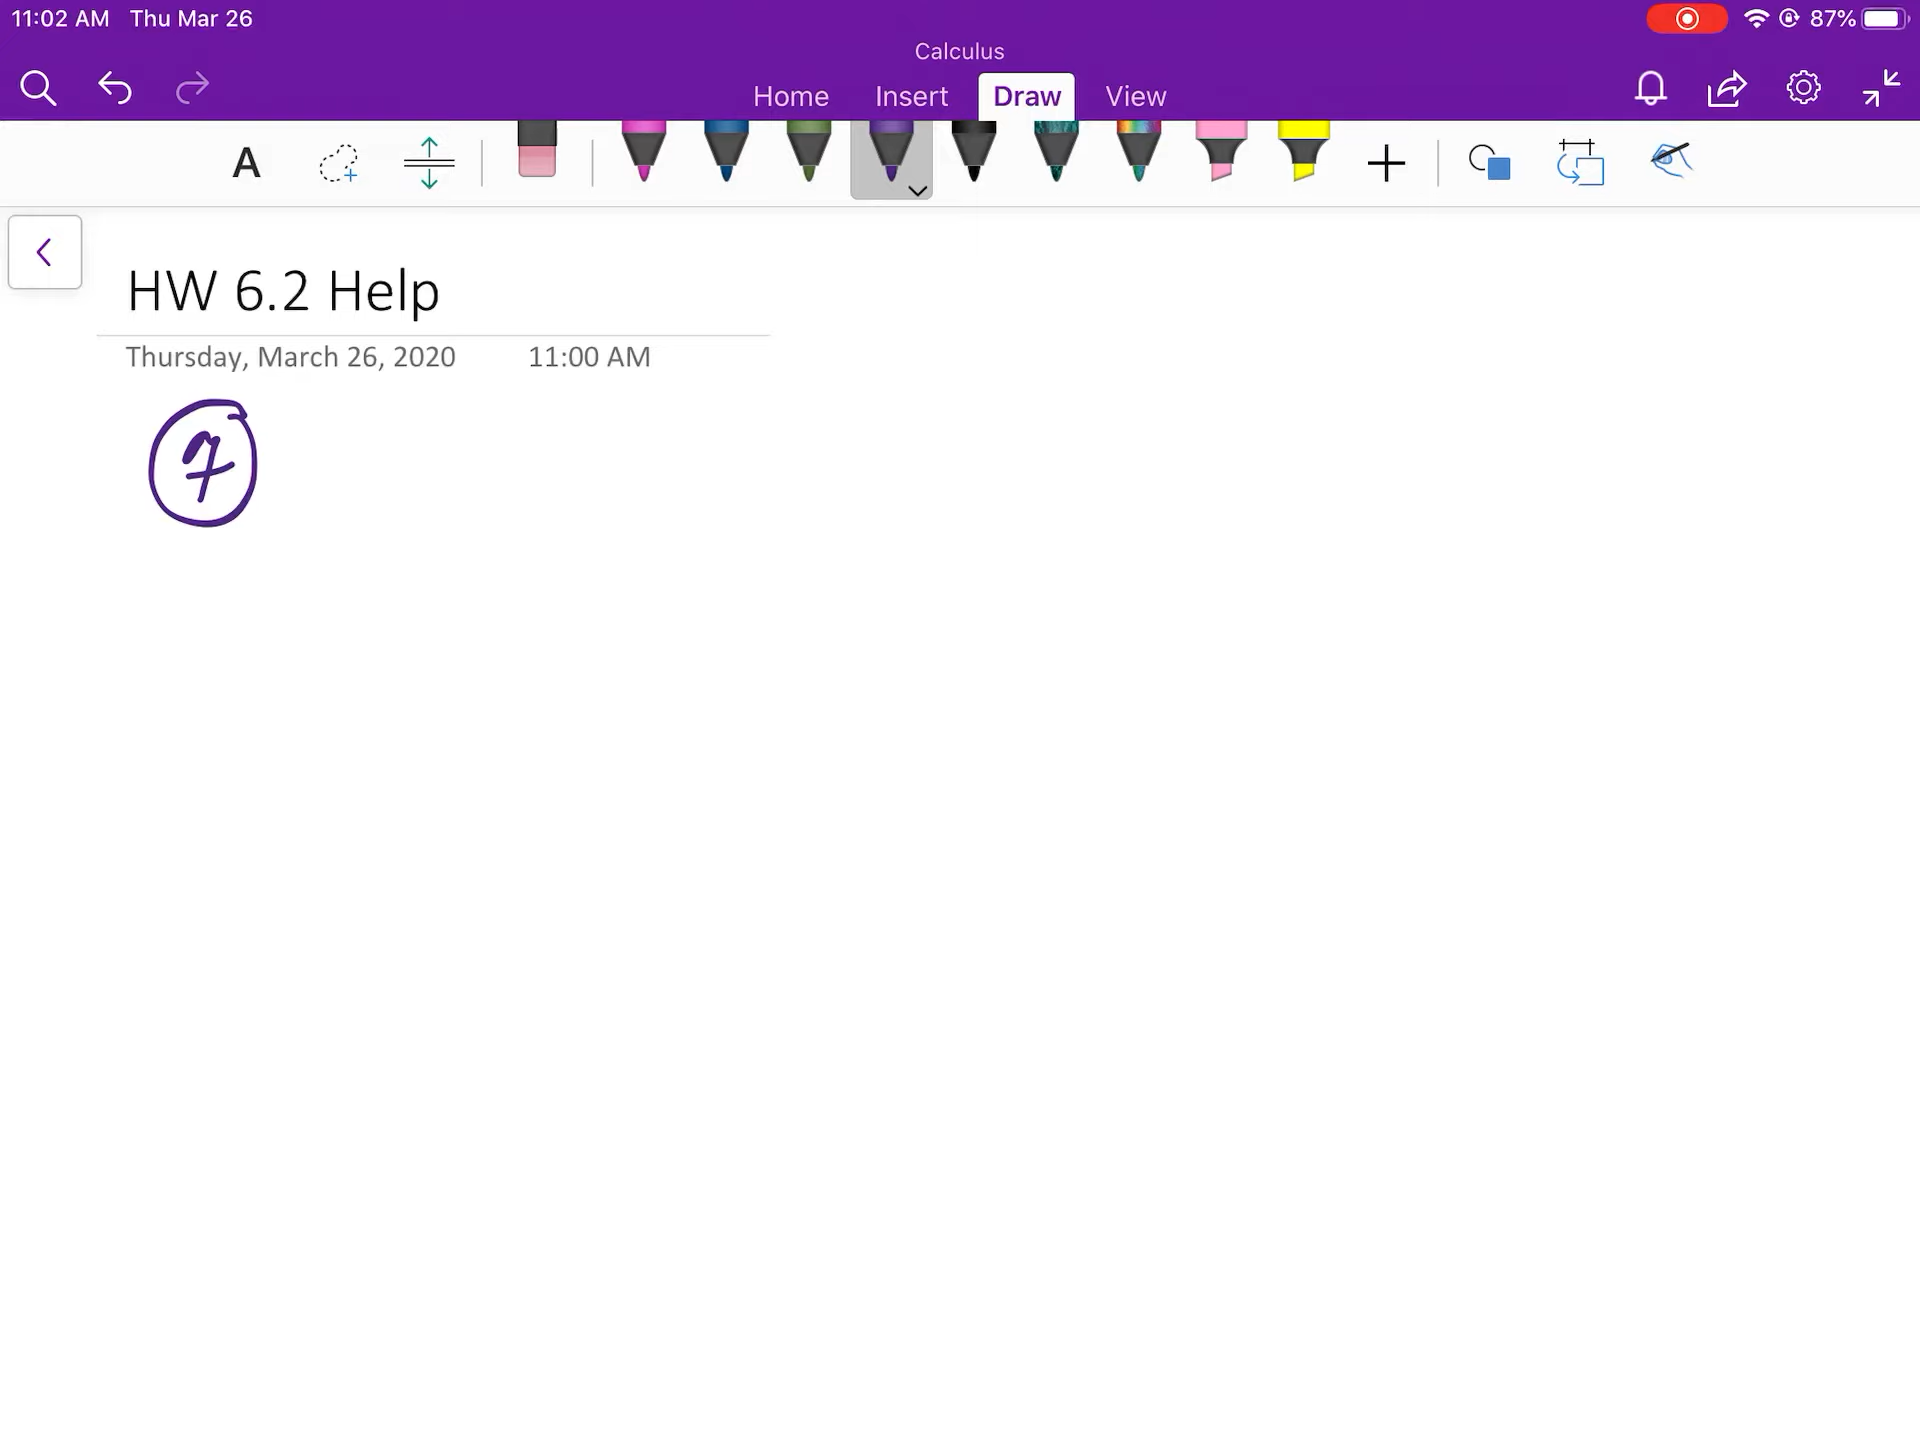 11:02 AM Thu Mar 26
87%
Calculus
Home Insert Draw View
A
HW 6.2 Help
Thursday, March 26, 2020 11:00 AM
7